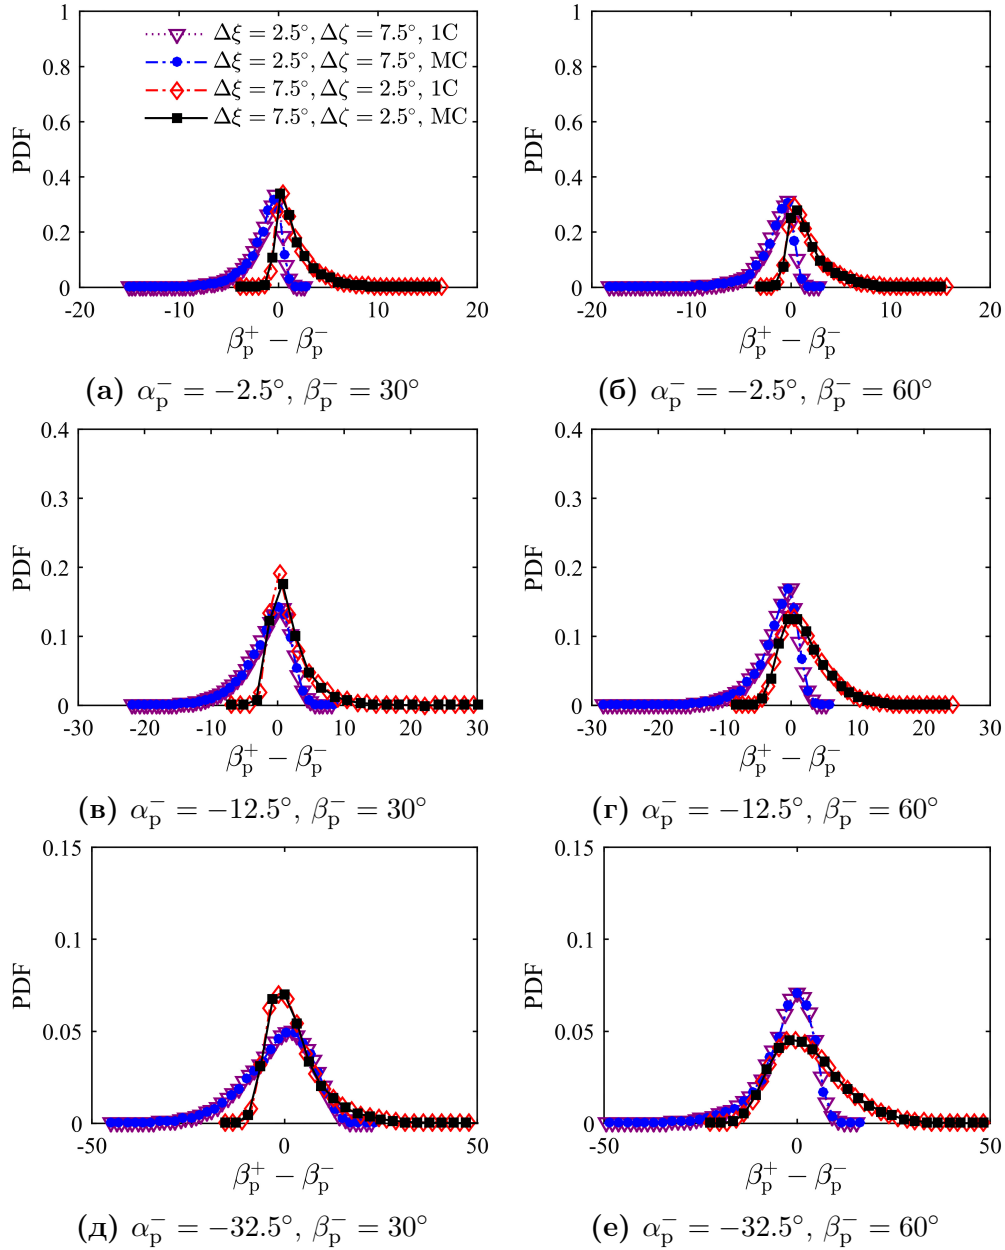 1
0.8
0.6
0.4
0.2
0
PDF
Δξ = 2.5°, Δζ = 7.5°, 1C
Δξ = 2.5°, Δζ = 7.5°, MC
Δξ = 7.5°, Δζ = 2.5°, 1C
Δξ = 7.5°, Δζ = 2.5°, MC
-20 -10 0 10 20
β_p^+ − β_p^-
(а) α_p^- = −2.5°, β_p^- = 30°
1
0.8
0.6
0.4
0.2
0
PDF
-20 -10 0 10 20
β_p^+ − β_p^-
(б) α_p^- = −2.5°, β_p^- = 60°
0.4
0.3
0.2
0.1
0
PDF
-30 -20 -10 0 10 20 30
β_p^+ − β_p^-
(в) α_p^- = −12.5°, β_p^- = 30°
0.4
0.3
0.2
0.1
0
PDF
-30 -20 -10 0 10 20 30
β_p^+ − β_p^-
(г) α_p^- = −12.5°, β_p^- = 60°
0.15
0.1
0.05
0
PDF
-50 0 50
β_p^+ − β_p^-
(д) α_p^- = −32.5°, β_p^- = 30°
0.15
0.1
0.05
0
PDF
-50 0 50
β_p^+ − β_p^-
(е) α_p^- = −32.5°, β_p^- = 60°